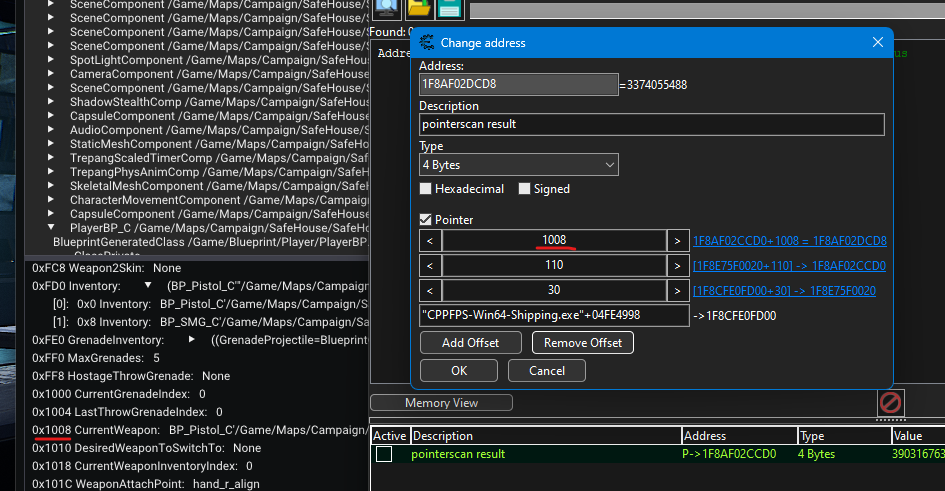 SceneComponent /Game/Maps/Campaign/SafeHouse/
SceneComponent /Game/Maps/Campaign/SafeHouse/
SceneComponent /Game/Maps/Campaign/SafeHouse/
SceneComponent /Game/Maps/Campaign/SafeHouse/
SpotLightComponent /Game/Maps/Campaign/SafeHo
CameraComponent /Game/Maps/Campaign/SafeHous
SceneComponent /Game/Maps/Campaign/SafeHouse/
ShadowStealthComp /Game/Maps/Campaign/SafeHo
CapsuleComponent /Game/Maps/Campaign/SafeHous
AudioComponent /Game/Maps/Campaign/SafeHouse/
StaticMeshComponent /Game/Maps/Campaign/SafeH
TrepangScaledTimerComp /Game/Maps/Campaign/Sa
TrepangPhysAnimComp /Game/Maps/Campaign/Safe
SkeletalMeshComponent /Game/Maps/Campaign/Saf
CharacterMovementComponent /Game/Maps/Campai
CapsuleComponent /Game/Maps/Campaign/SafeHous
PlayerBP_C /Game/Maps/Campaign/SafeHouse/Safe
BlueprintGeneratedClass /Game/Blueprint/Player/PlayerBP
ClassPrivate
0xFC8 Weapon2Skin: None
0xFD0 Inventory: (BP_Pistol_C'"/Game/Maps/Campaign/
[0]: 0x0 Inventory: BP_Pistol_C'/Game/Maps/Campaign/S
[1]: 0x8 Inventory: BP_SMG_C'/Game/Maps/Campaign/Sa
0xFE0 GrenadeInventory: ((GrenadeProjectile=Blueprint
0xFF0 MaxGrenades: 5
0xFF8 HostageThrowGrenade: None
0x1000 CurrentGrenadeIndex: 0
0x1004 LastThrowGrenadeIndex: 0
0x1008 CurrentWeapon: BP_Pistol_C'/Game/Maps/Campaign/
0x1010 DesiredWeaponToSwitchTo: None
0x1018 CurrentWeaponInventoryIndex: 0
0x101C WeaponAttachPoint: hand_r_align
Found: 0
Addre
us
Change address
Address:
1F8AF02DCD8
=3374055488
Description
pointerscan result
Type
4 Bytes
Hexadecimal
Signed
Pointer
< 1008 > 1F8AF02CCD0+1008 = 1F8AF02DCD8
< 110 > [1F8E75F0020+110] -> 1F8AF02CCD0
< 30 > [1F8CFE0FD00+30] -> 1F8E75F0020
"CPPFPS-Win64-Shipping.exe"+04FE4998 ->1F8CFE0FD00
Add Offset
Remove Offset
OK
Cancel
Memory View
Active Description Address Type Value
pointerscan result P->1F8AF02CCD0 4 Bytes 390316763